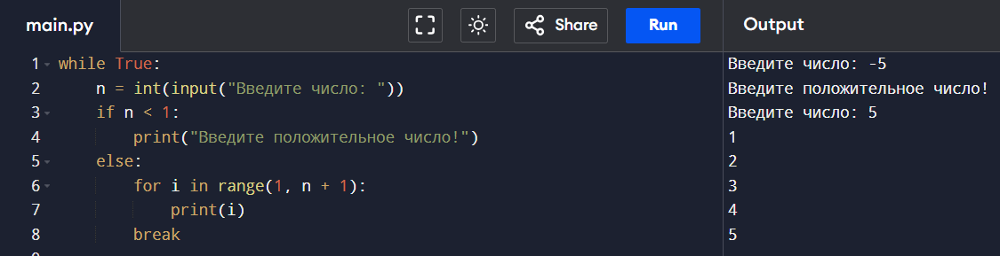 main.py
Share
Run
Output
1 while True:
2     n = int(input("Введите число: "))
3     if n < 1:
4         print("Введите положительное число!")
5     else:
6         for i in range(1, n + 1):
7             print(i)
8         break
Введите число: -5
Введите положительное число!
Введите число: 5
1
2
3
4
5